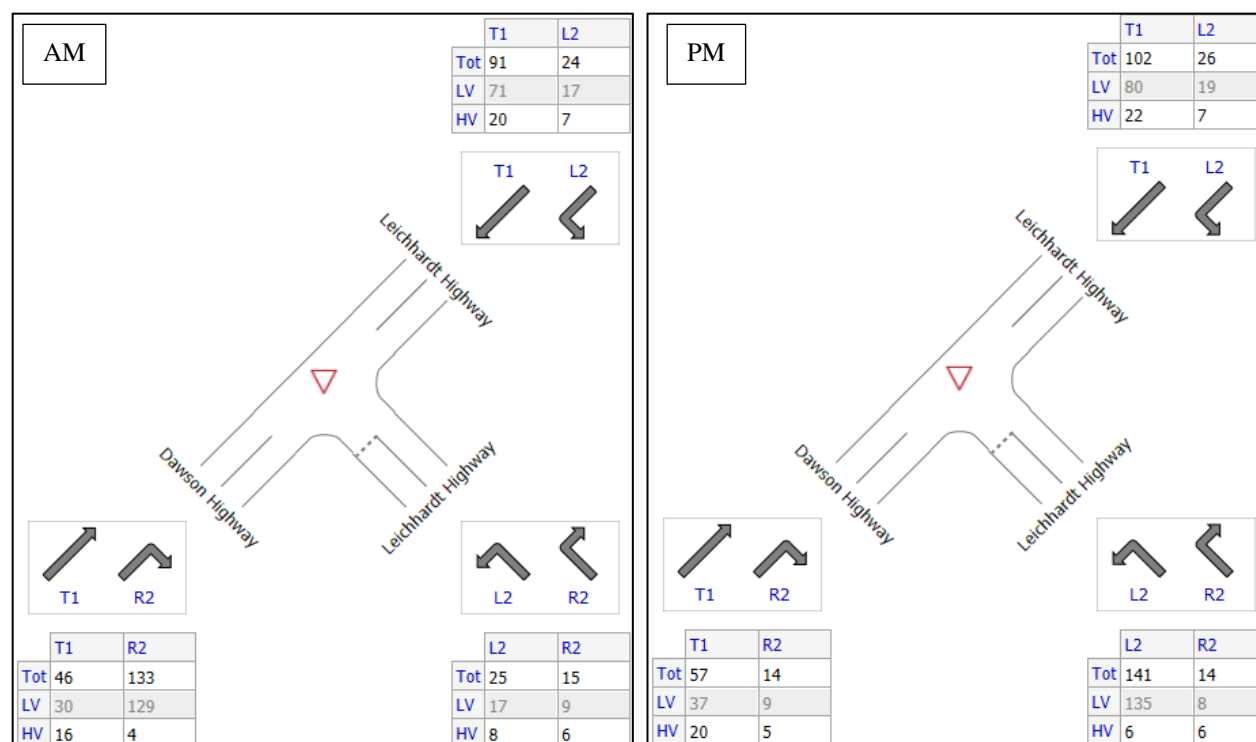 AM
T1 L2
Tot 91 24
LV 71 17
HV 20 7
T1 L2
Leichhardt Highway
Dawson Highway
Leichhardt Highway
T1 R2
L2 R2
T1 R2
Tot 46 133
LV 30 129
HV 16 4
L2 R2
Tot 25 15
LV 17 9
HV 8 6
PM
T1 L2
Tot 102 26
LV 80 19
HV 22 7
T1 L2
Leichhardt Highway
Dawson Highway
Leichhardt Highway
T1 R2
L2 R2
T1 R2
Tot 57 14
LV 37 9
HV 20 5
L2 R2
Tot 141 14
LV 135 8
HV 6 6